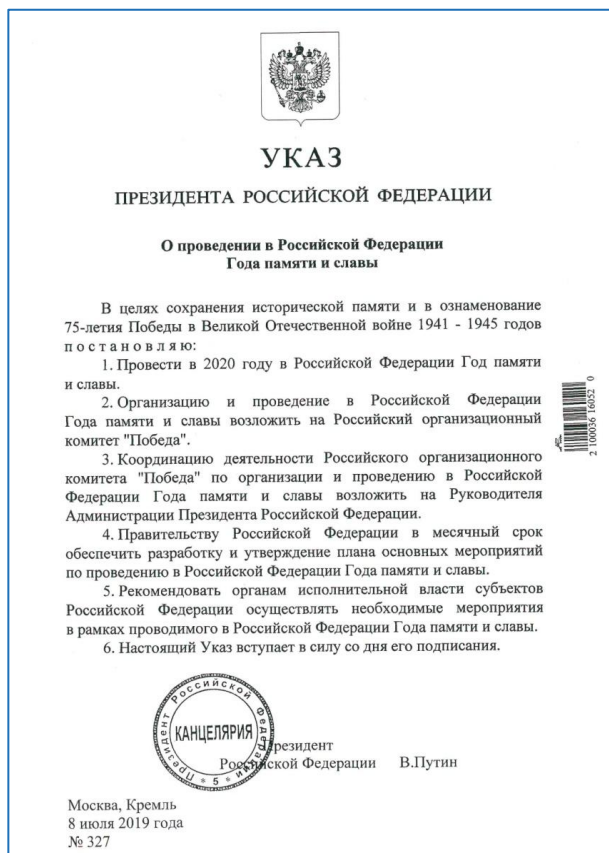 УКАЗ
ПРЕЗИДЕНТА РОССИЙСКОЙ ФЕДЕРАЦИИ
О проведении в Российской Федерации
Года памяти и славы
В целях сохранения исторической памяти и в ознаменование
75-летия Победы в Великой Отечественной войне 1941 - 1945 годов
п о с т а н о в л я ю:
1. Провести в 2020 году в Российской Федерации Год памяти
и славы.
2. Организацию и проведение в Российской Федерации
Года памяти и славы возложить на Российский организационный
комитет "Победа".
3. Координацию деятельности Российского организационного
комитета "Победа" по организации и проведению в Российской
Федерации Года памяти и славы возложить на Руководителя
Администрации Президента Российской Федерации.
4. Правительству Российской Федерации в месячный срок
обеспечить разработку и утверждение плана основных мероприятий
по проведению в Российской Федерации Года памяти и славы.
5. Рекомендовать органам исполнительной власти субъектов
Российской Федерации осуществлять необходимые мероприятия
в рамках проводимого в Российской Федерации Года памяти и славы.
6. Настоящий Указ вступает в силу со дня его подписания.
2 100036 16052 0
Президент Российской Федерации
КАНЦЕЛЯРИЯ
* 5 *
Президент
Российской Федерации В.Путин
Москва, Кремль
8 июля 2019 года
№ 327